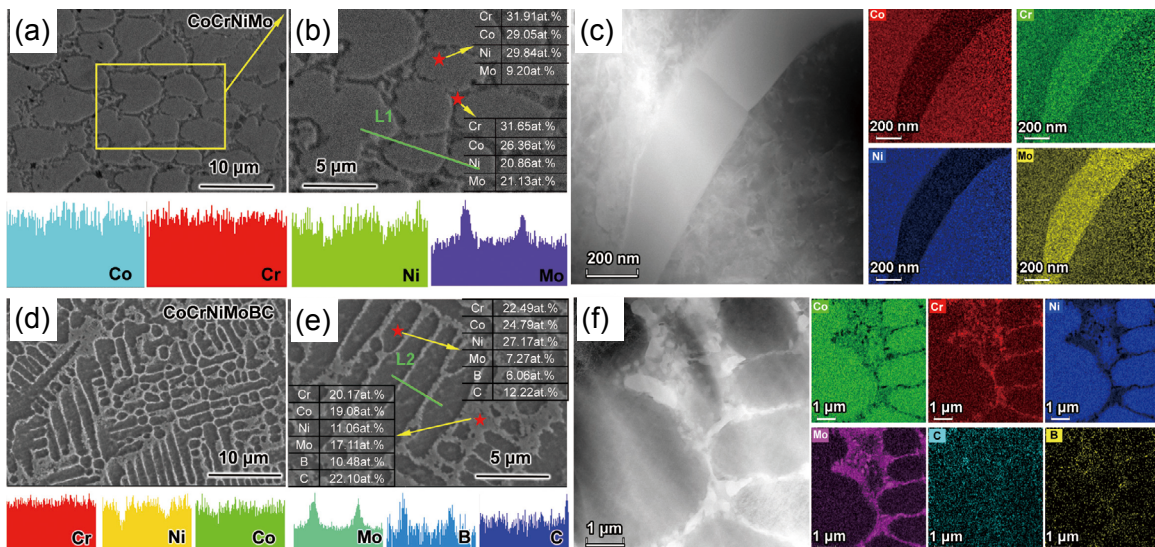 (a)
CoCrNiMo
10 μm
(b)
Cr 31.91at.%
Co 29.05at.%
Ni 29.84at.%
Mo 9.20at.%
L1
Cr 31.65at.%
Co 26.36at.%
Ni 20.86at.%
Mo 21.13at.%
5 μm
Co
Cr
Ni
Mo
(c)
200 nm
Co
200 nm
Cr
200 nm
Ni
200 nm
Mo
200 nm
(d)
CoCrNiMoBC
10 μm
(e)
Cr 22.49at.%
Co 24.79at.%
Ni 27.17at.%
Mo 7.27at.%
B 6.06at.%
C 12.22at.%
L2
Cr 20.17at.%
Co 19.08at.%
Ni 11.06at.%
Mo 17.11at.%
B 10.48at.%
C 22.10at.%
5 μm
Cr
Ni
Co
Mo
B
C
(f)
1 μm
Co
1 μm
Cr
1 μm
Ni
1 μm
Mo
1 μm
C
1 μm
B
1 μm